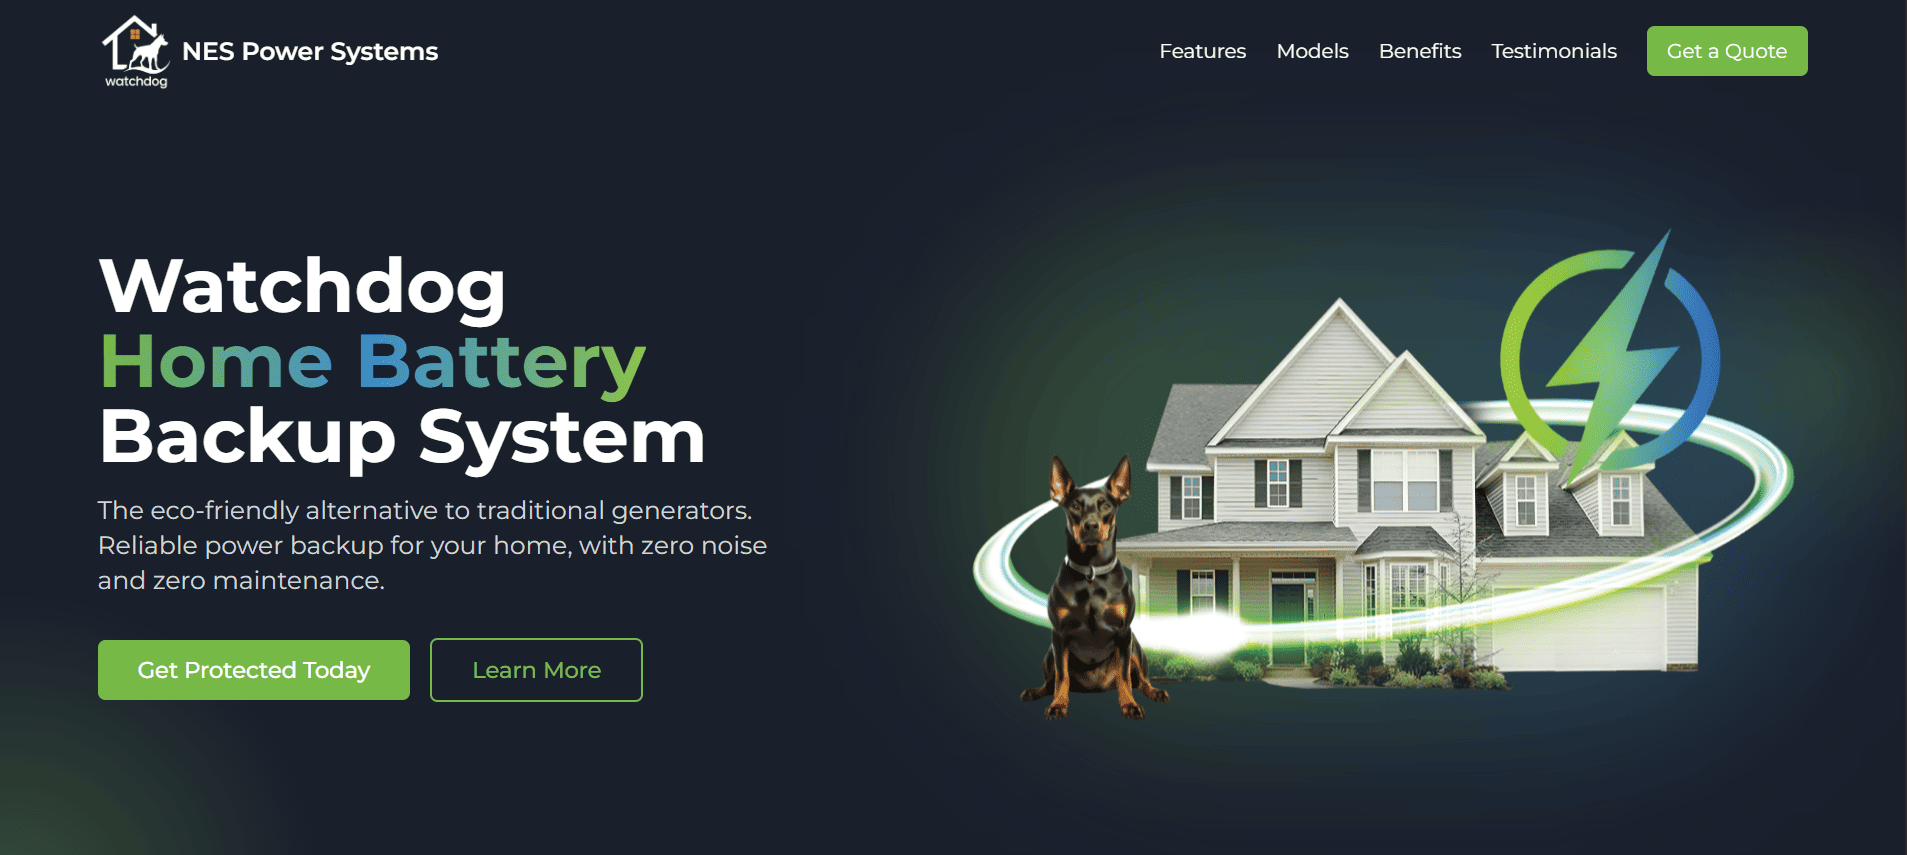 watchdog
NES Power Systems
Features
Models
Benefits
Testimonials
Get a Quote
Watchdog
Home Battery
Backup System
The eco-friendly alternative to traditional generators.
Reliable power backup for your home, with zero noise
and zero maintenance.
Get Protected Today
Learn More